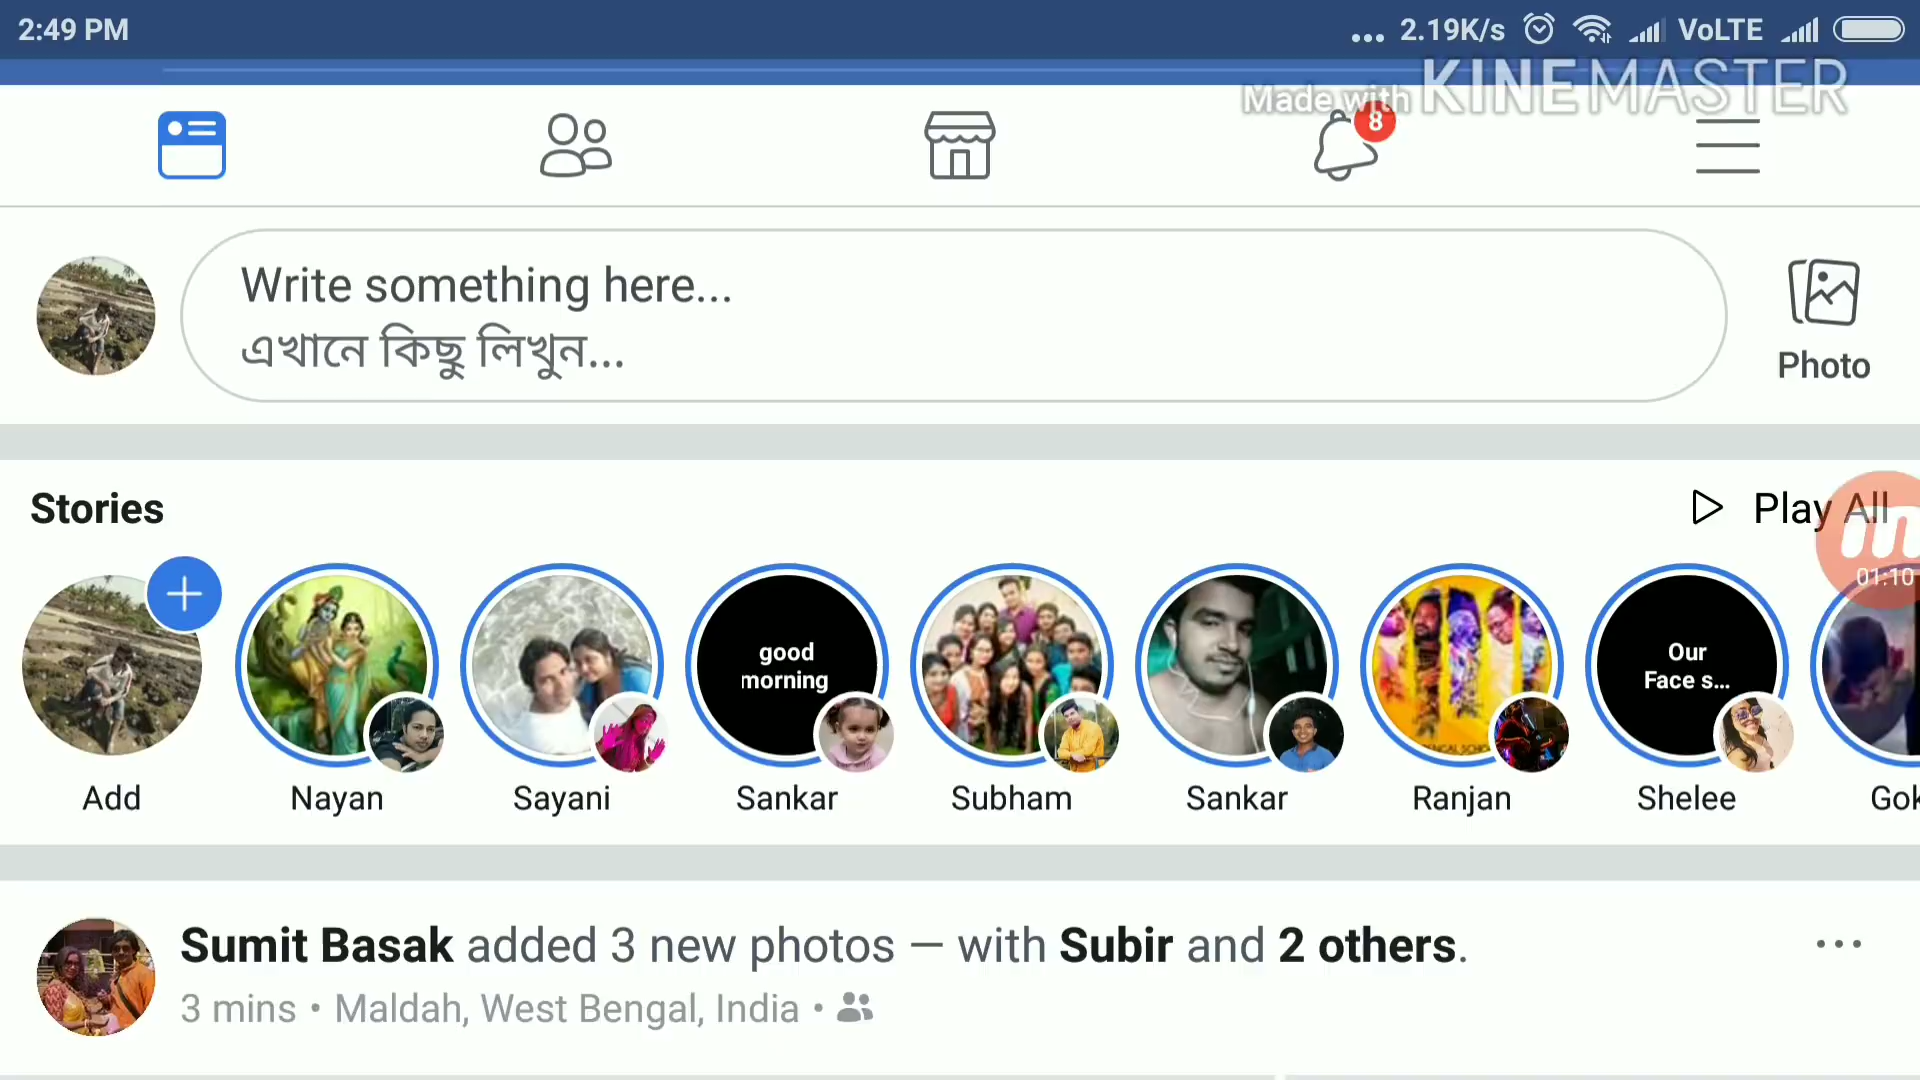 2:49 PM
... 2.19K/s VoLTE
Made with KINEMASTER
8
Write something here...
এখানে কিছু লিখুন...
Photo
Stories
Play All
01:10
good
morning
Our
Face s...
Add
Nayan
Sayani
Sankar
Subham
Sankar
Ranjan
Shelee
Gok
Sumit Basak added 3 new photos — with Subir and 2 others.
3 mins • Maldah, West Bengal, India •